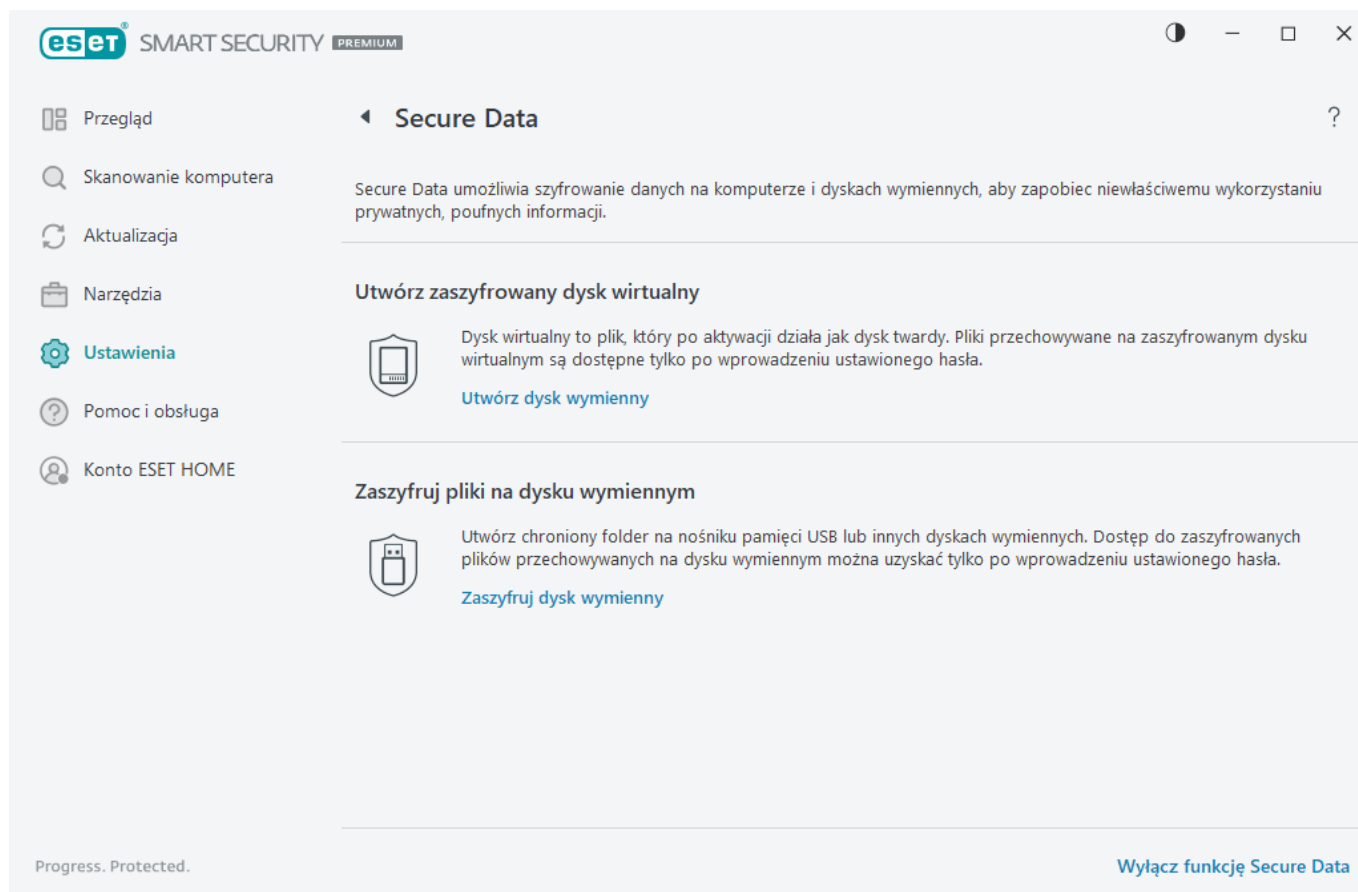 eseT® SMART SECURITY PREMIUM
Przegląd
Skanowanie komputera
Aktualizacja
Narzędzia
Ustawienia
Pomoc i obsługa
Konto ESET HOME
Secure Data
?
Secure Data umożliwia szyfrowanie danych na komputerze i dyskach wymiennych, aby zapobiec niewłaściwemu wykorzystaniu
prywatnych, poufnych informacji.
Utwórz zaszyfrowany dysk wirtualny
Dysk wirtualny to plik, który po aktywacji działa jak dysk twardy. Pliki przechowywane na zaszyfrowanym dysku
wirtualnym są dostępne tylko po wprowadzeniu ustawionego hasła.
Utwórz dysk wymienny
Zaszyfruj pliki na dysku wymiennym
Utwórz chroniony folder na nośniku pamięci USB lub innych dyskach wymiennych. Dostęp do zaszyfrowanych
plików przechowywanych na dysku wymiennym można uzyskać tylko po wprowadzeniu ustawionego hasła.
Zaszyfruj dysk wymienny
Progress. Protected.
Wyłącz funkcję Secure Data